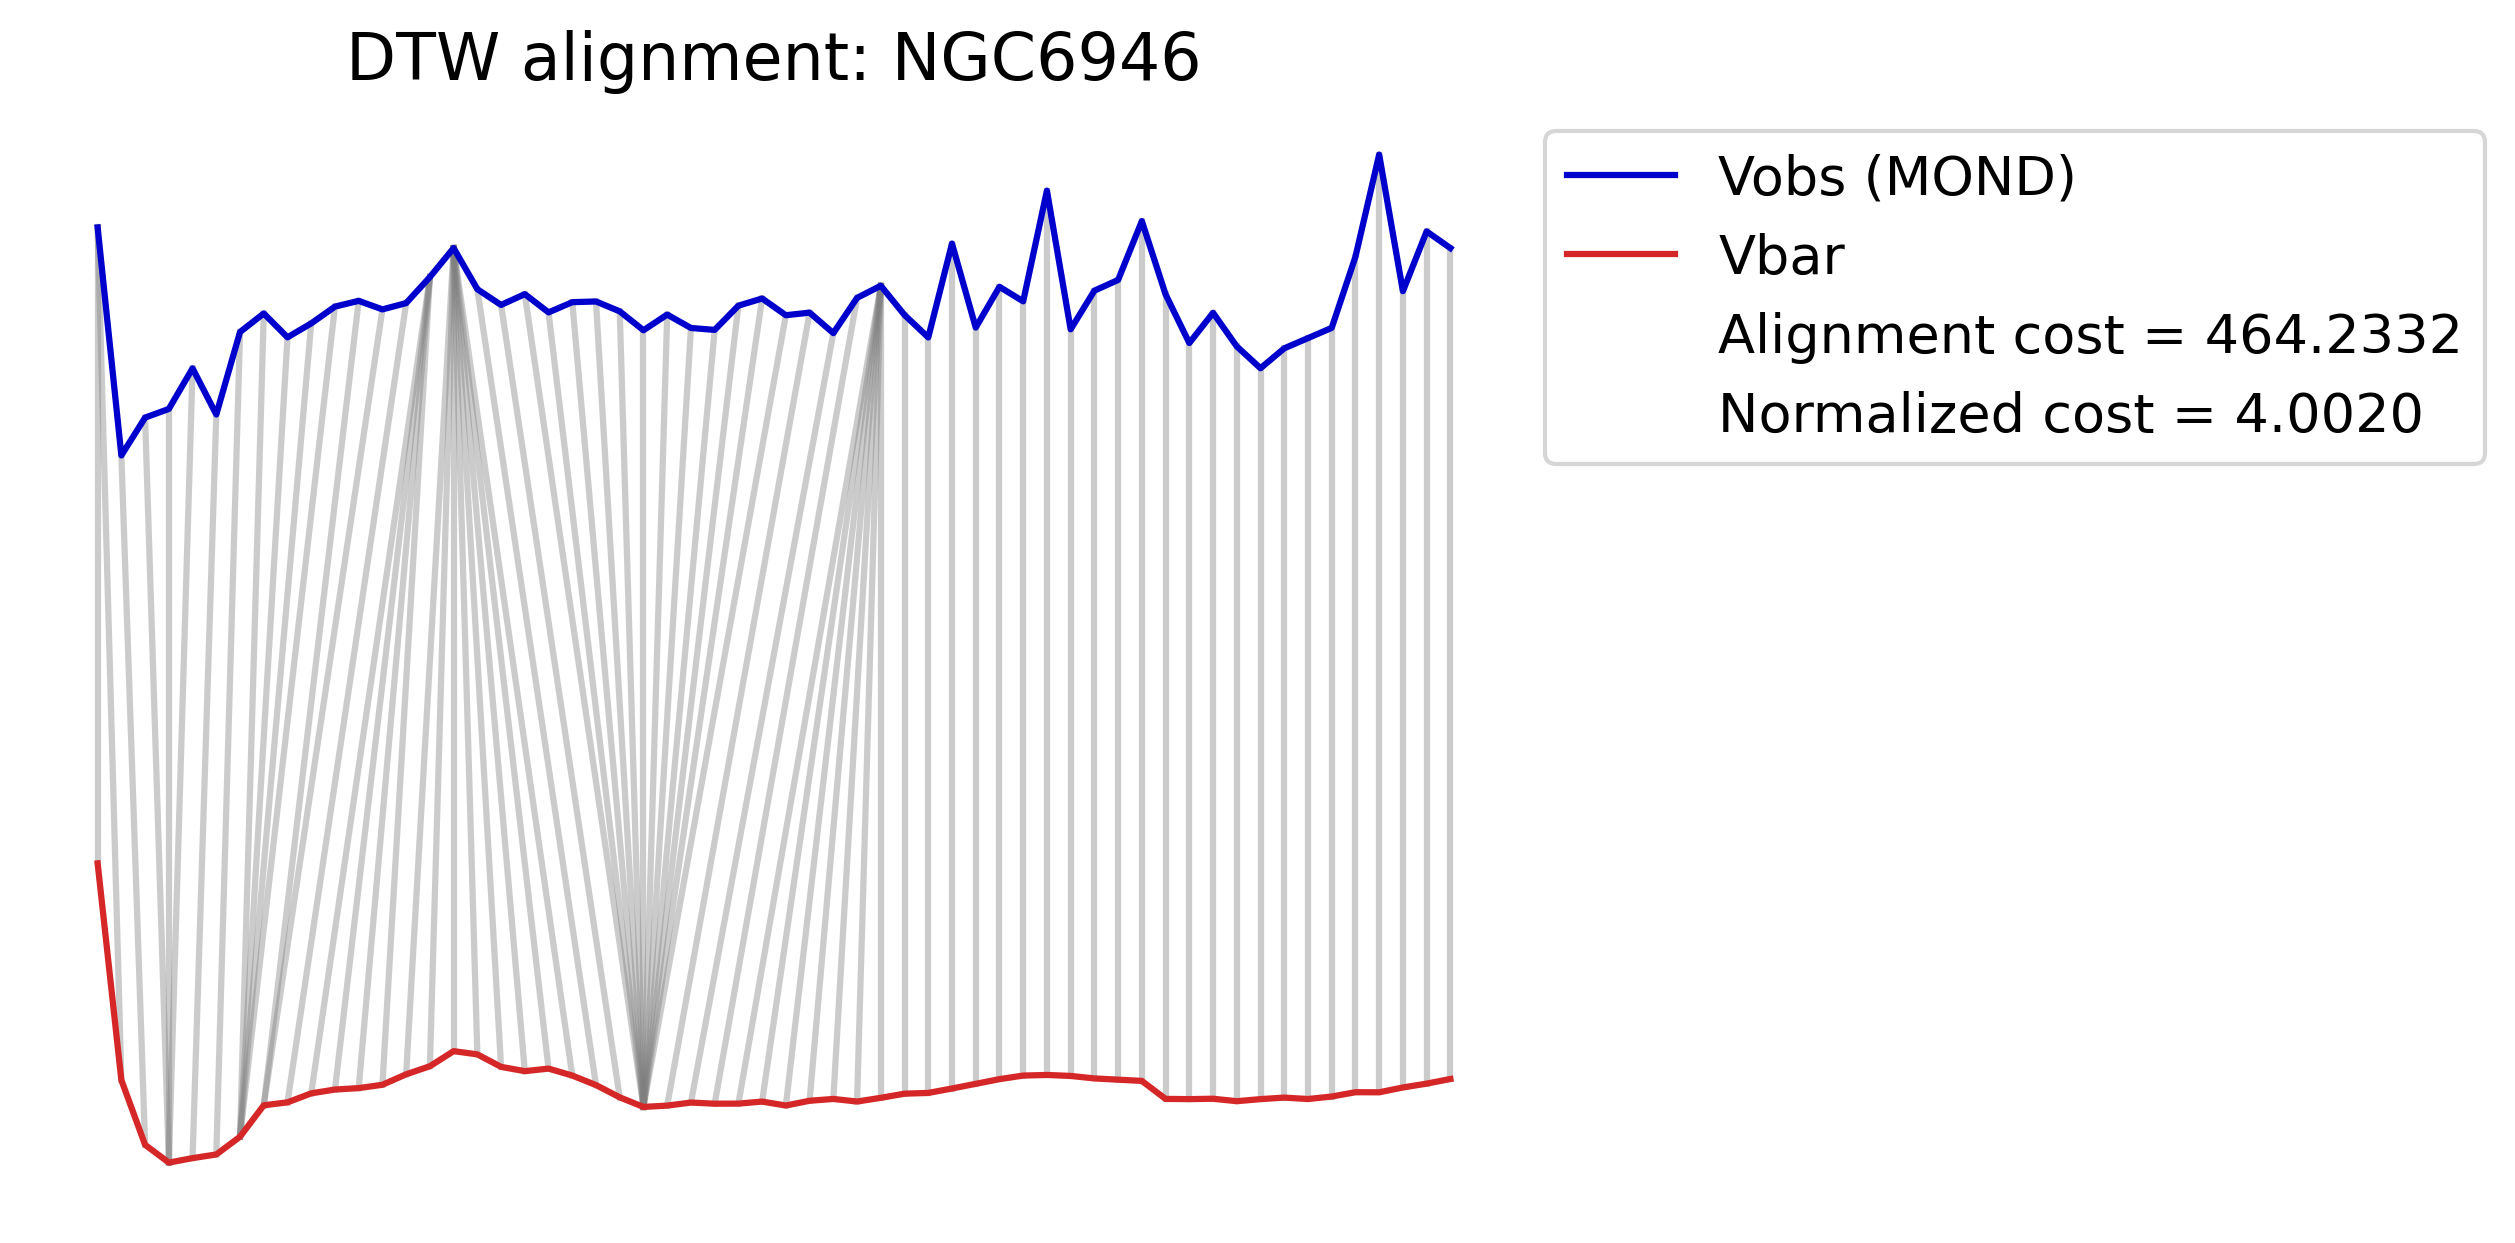 DTW alignment: NGC6946
Vobs (MOND)
Vbar
Alignment cost = 464.2332
Normalized cost = 4.0020